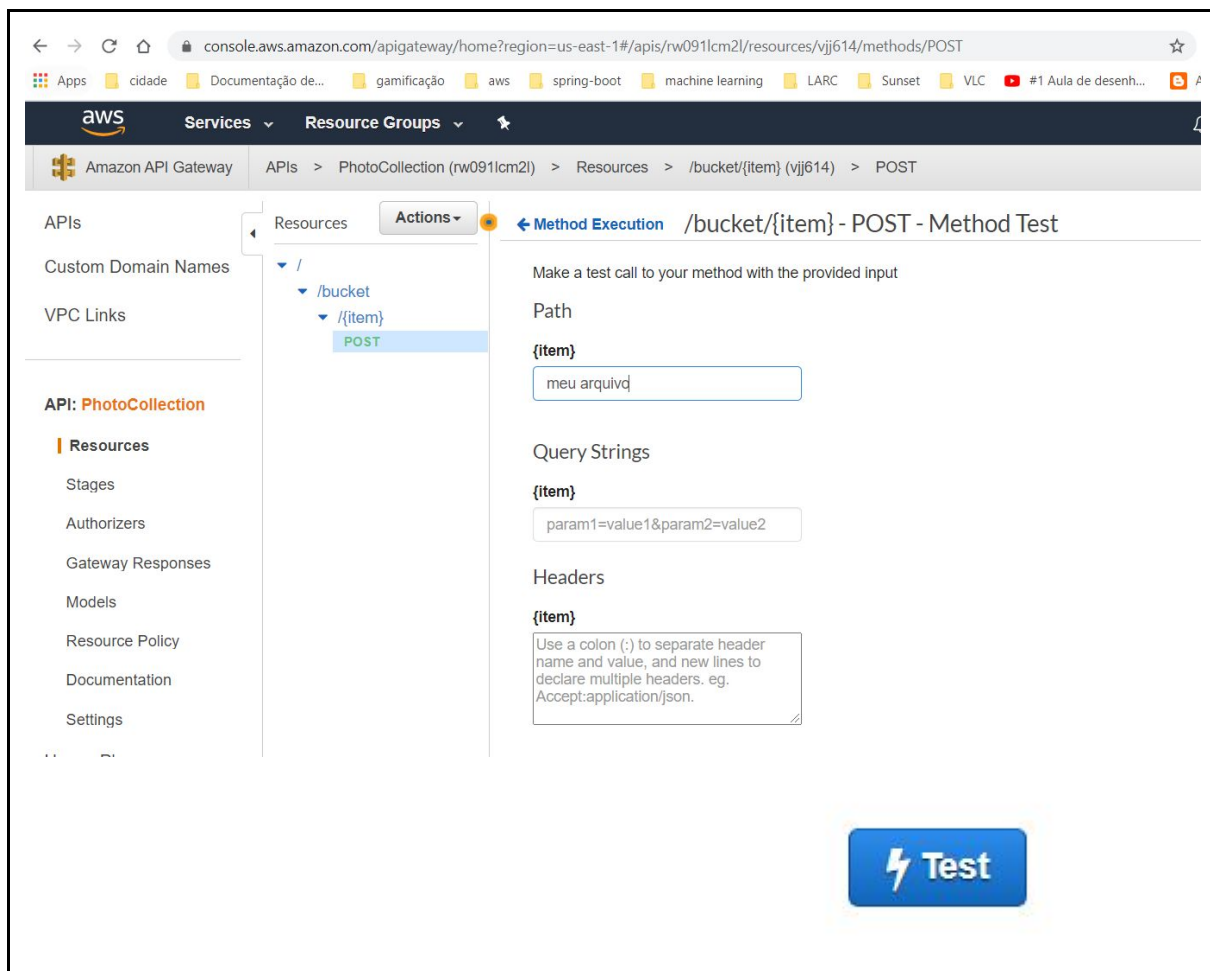 console.aws.amazon.com/apigateway/home?region=us-east-1#/apis/rw091lcm2l/resources/vjj614/methods/POST
Apps cidade Documentação de... gamificação aws spring-boot machine learning LARC Sunset VLC #1 Aula de desenh...
aws Services Resource Groups
Amazon API Gateway APIs > PhotoCollection (rw091lcm2l) > Resources > /bucket/{item} (vjj614) > POST
APIs
Custom Domain Names
VPC Links
API: PhotoCollection
Resources
Stages
Authorizers
Gateway Responses
Models
Resource Policy
Documentation
Settings
Resources Actions
/
/bucket
/{item}
POST
Method Execution /bucket/{item} - POST - Method Test
Make a test call to your method with the provided input
Path
{item}
meu arquivo
Query Strings
{item}
param1=value1&param2=value2
Headers
{item}
Use a colon (:) to separate header
name and value, and new lines to
declare multiple headers. eg.
Accept:application/json.
Test